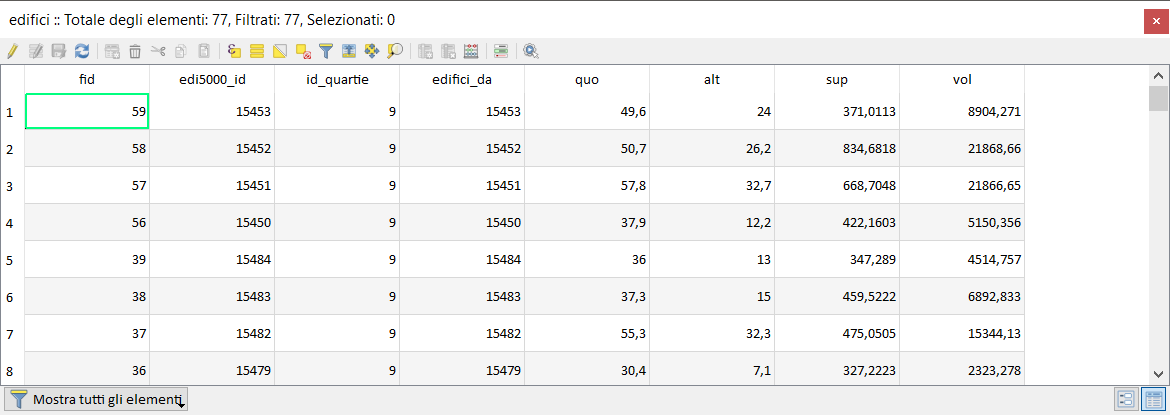 edifici :: Totale degli elementi: 77, Filtrati: 77, Selezionati: 0
fid edi5000_id id_quartie edifici_da quo alt sup vol
1 59 15453 9 15453 49,6 24 371,0113 8904,271
2 58 15452 9 15452 50,7 26,2 834,6818 21868,66
3 57 15451 9 15451 57,8 32,7 668,7048 21866,65
4 56 15450 9 15450 37,9 12,2 422,1603 5150,356
5 39 15484 9 15484 36 13 347,289 4514,757
6 38 15483 9 15483 37,3 15 459,5222 6892,833
7 37 15482 9 15482 55,3 32,3 475,0505 15344,13
8 36 15479 9 15479 30,4 7,1 327,2223 2323,278
Mostra tutti gli elementi